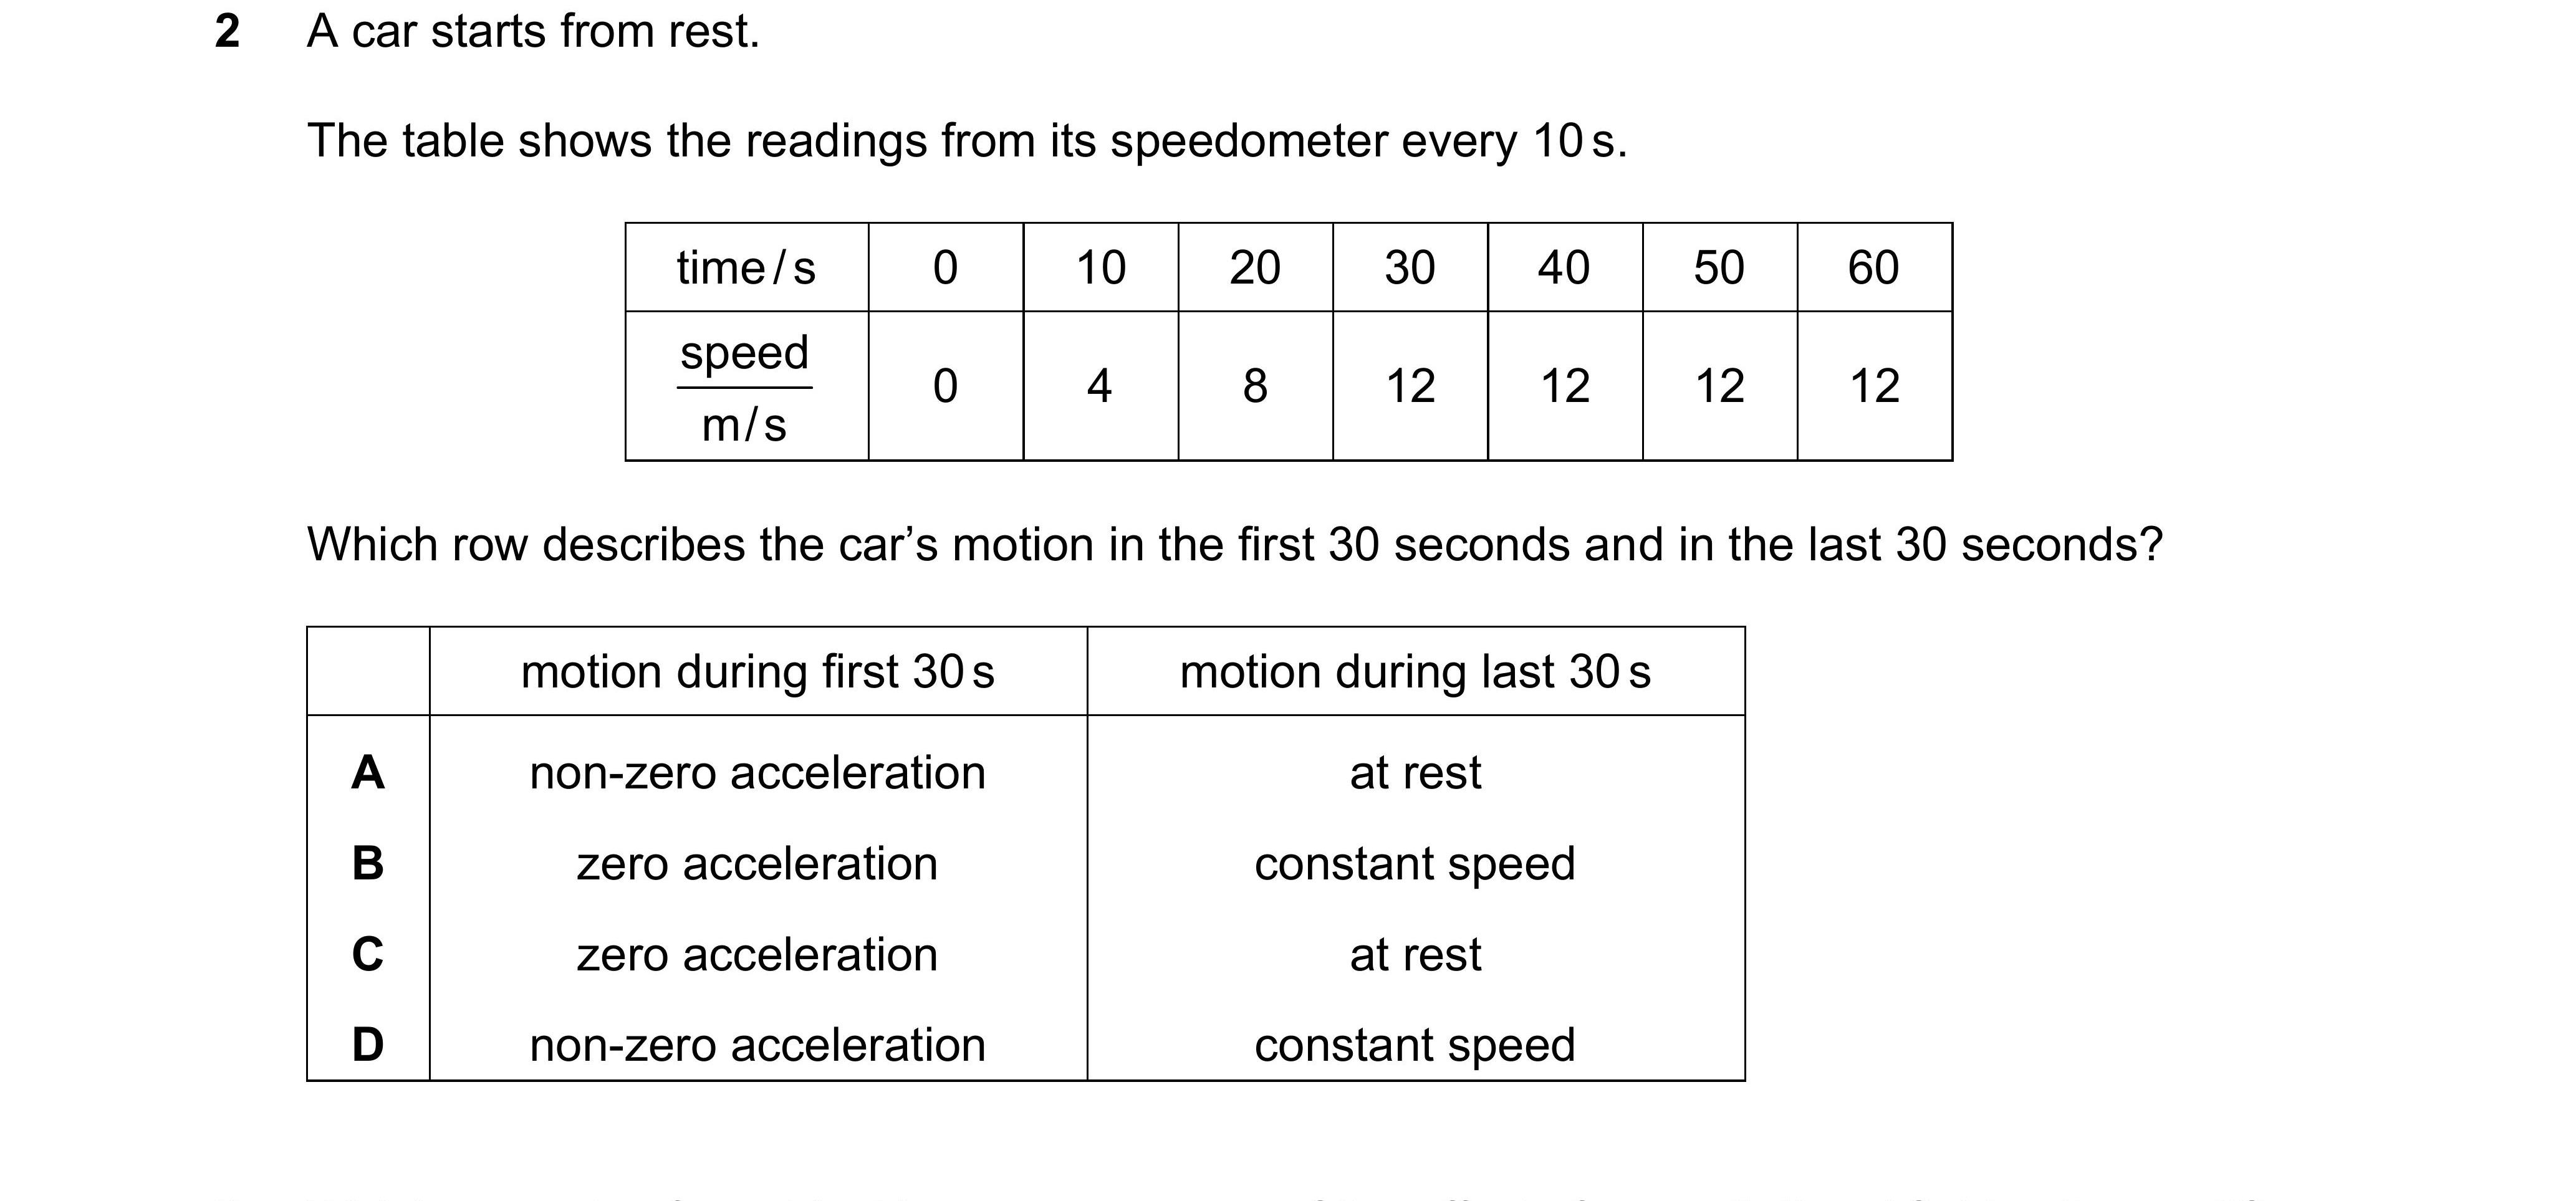 2 A car starts from rest.
The table shows the readings from its speedometer every 10 s.
time / s 0 10 20 30 40 50 60
speed
m / s
0 4 8 12 12 12 12
Which row describes the car’s motion in the first 30 seconds and in the last 30 seconds?
motion during first 30 s motion during last 30 s
A non-zero acceleration at rest
B zero acceleration constant speed
C zero acceleration at rest
D non-zero acceleration constant speed